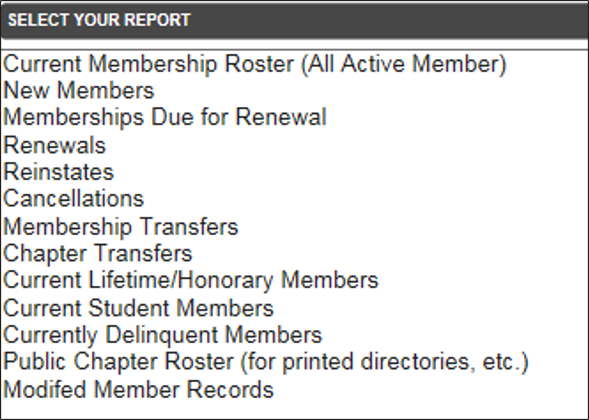 SELECT YOUR REPORT
Current Membership Roster (All Active Member)
New Members
Memberships Due for Renewal
Renewals
Reinstates
Cancellations
Membership Transfers
Chapter Transfers
Current Lifetime/Honorary Members
Current Student Members
Currently Delinquent Members
Public Chapter Roster (for printed directories, etc.)
Modifed Member Records